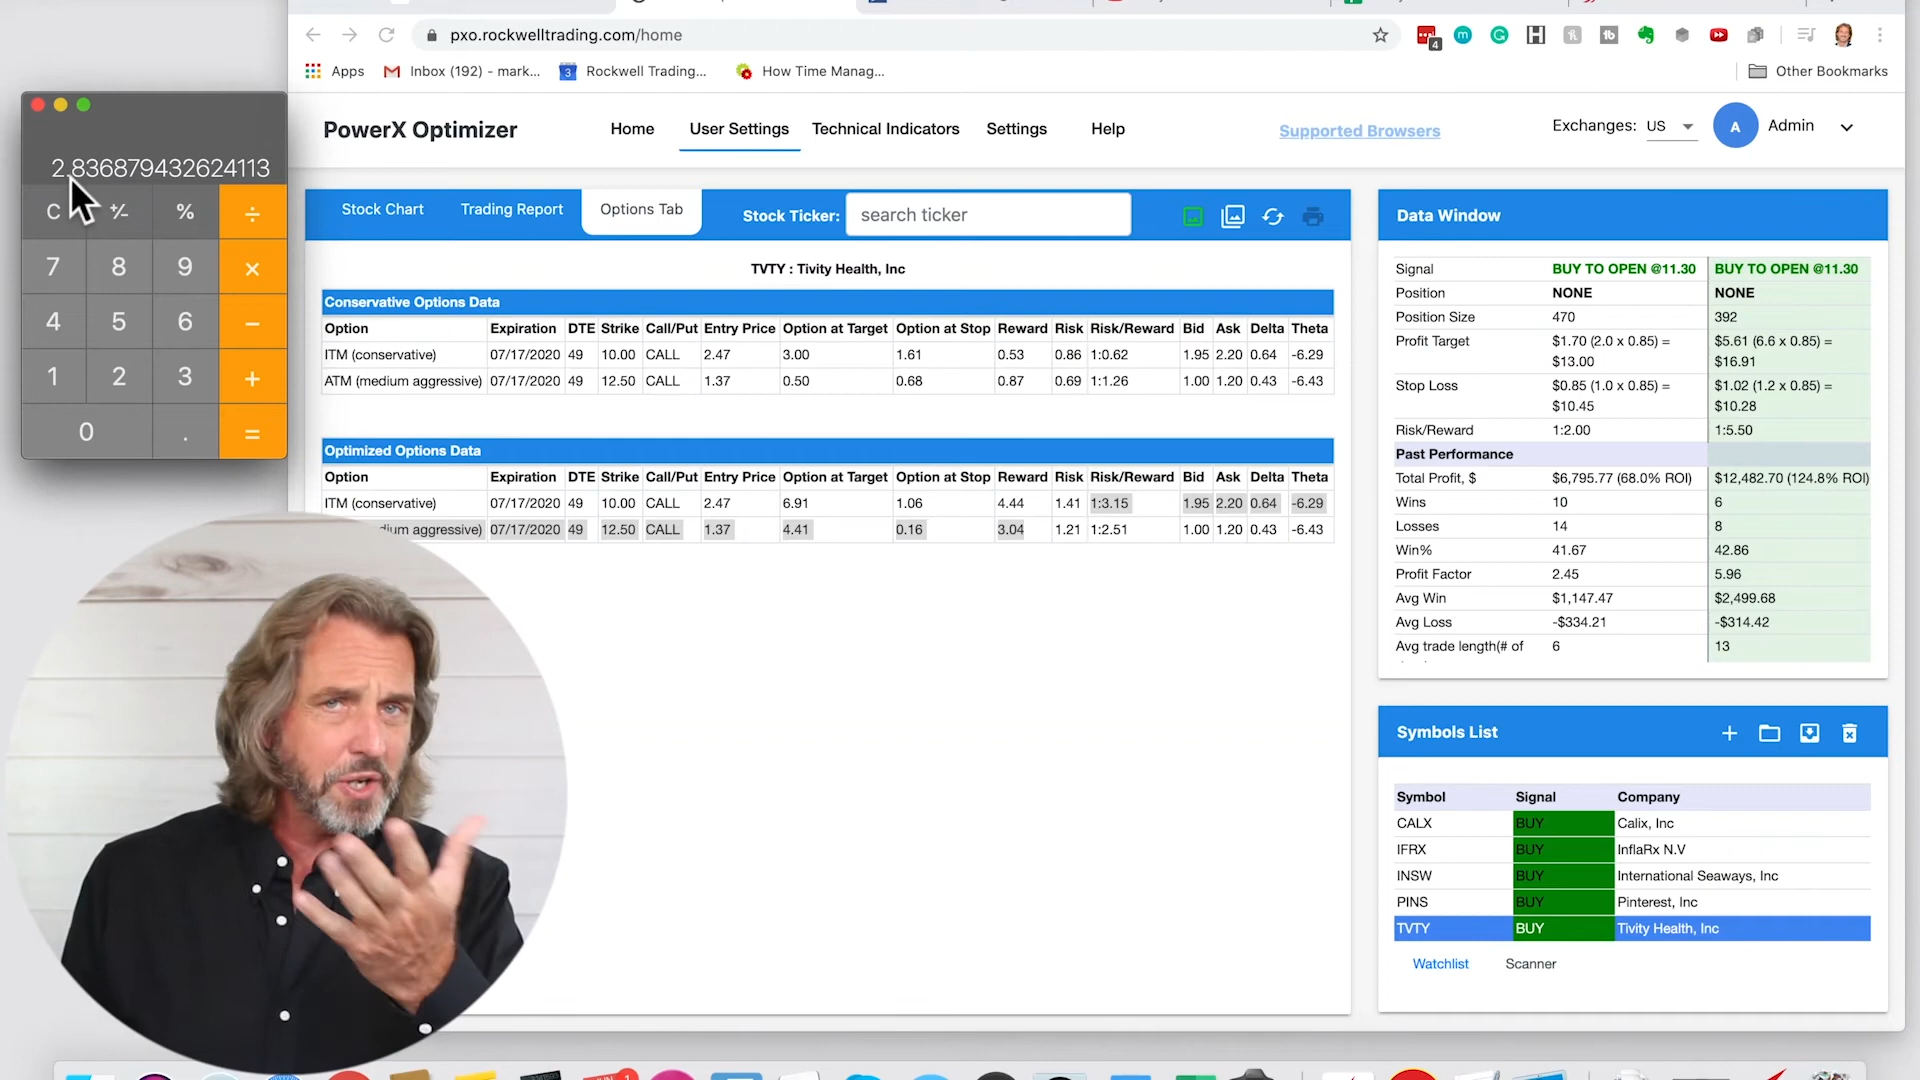 pxo.rockwelltrading.com/home
4
Apps
Inbox (192) - mark...
3
Rockwell Trading...
How Time Manag...
Other Bookmarks
2.836879432624113
C +⁄- % ÷
7 8 9 ×
4 5 6 −
1 2 3 +
0 . =
PowerX Optimizer
Home
User Settings
Technical Indicators
Settings
Help
Supported Browsers
Exchanges: US
A
Admin
Stock Chart
Trading Report
Options Tab
Stock Ticker: search ticker
TVTY : Tivity Health, Inc
Conservative Options Data
Option Expiration DTE Strike Call/Put Entry Price Option at Target Option at Stop Reward Risk Risk/Reward Bid Ask Delta Theta
ITM (conservative) 07/17/2020 49 10.00 CALL 2.47 3.00 1.61 0.53 0.86 1:0.62 1.95 2.20 0.64 -6.29
ATM (medium aggressive) 07/17/2020 49 12.50 CALL 1.37 0.50 0.68 0.87 0.69 1:1.26 1.00 1.20 0.43 -6.43
Optimized Options Data
Option Expiration DTE Strike Call/Put Entry Price Option at Target Option at Stop Reward Risk Risk/Reward Bid Ask Delta Theta
ITM (conservative) 07/17/2020 49 10.00 CALL 2.47 6.91 1.06 4.44 1.41 1:3.15 1.95 2.20 0.64 -6.29
aggressive) 07/17/2020 49 12.50 CALL 1.37 4.41 0.16 3.04 1.21 1:2.51 1.00 1.20 0.43 -6.43
Data Window
Signal BUY TO OPEN @11.30 BUY TO OPEN @11.30
Position NONE NONE
Position Size 470 392
Profit Target $1.70 (2.0 x 0.85) = $5.61 (6.6 x 0.85) =
$13.00 $16.91
Stop Loss $0.85 (1.0 x 0.85) = $1.02 (1.2 x 0.85) =
$10.45 $10.28
Risk/Reward 1:2.00 1:5.50
Past Performance
Total Profit, $ $6,795.77 (68.0% ROI) $12,482.70 (124.8% ROI)
Wins 10 6
Losses 14 8
Win% 41.67 42.86
Profit Factor 2.45 5.96
Avg Win $1,147.47 $2,499.68
Avg Loss -$334.21 -$314.42
Avg trade length(# of 6 13
Symbols List
Symbol Signal Company
CALX BUY Calix, Inc
IFRX BUY InflaRx N.V
INSW BUY International Seaways, Inc
PINS BUY Pinterest, Inc
TVTY BUY Tivity Health, Inc
Watchlist
Scanner